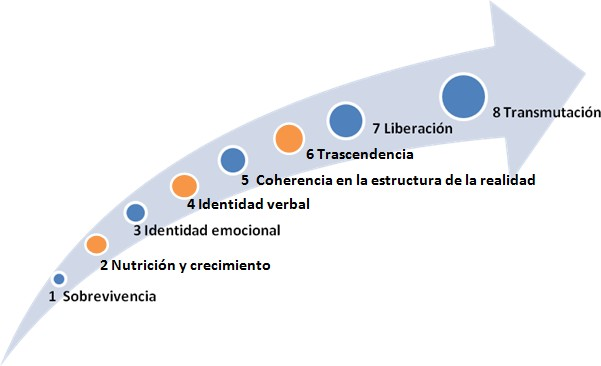 8 Transmutación
7 Liberación
6 Trascendencia
5 Coherencia en la estructura de la realidad
4 Identidad verbal
3 Identidad emocional
2 Nutrición y crecimiento
1 Sobrevivencia